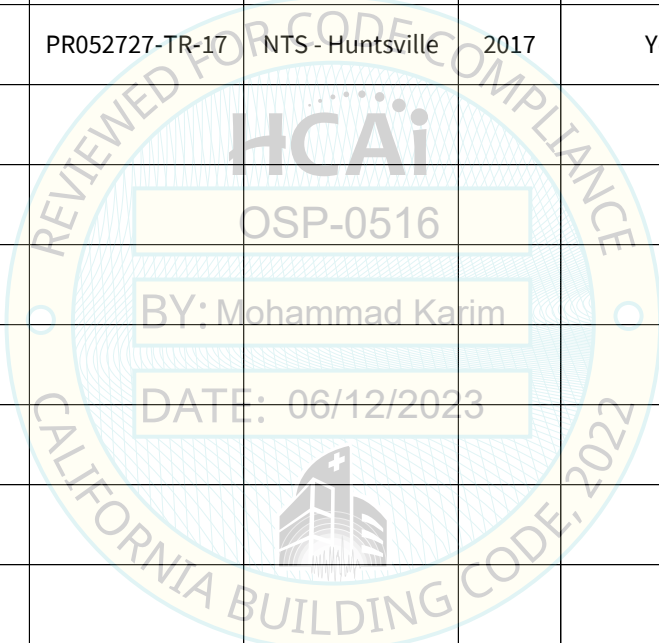 PR052727-TR-17 NTS - Huntsville 2017 Y
REVIEWED FOR CODE COMPLIANCE
HCAi
OSP-0516
BY: Mohammad Karim
DATE: 06/12/2023
CALIFORNIA BUILDING CODE, 2022